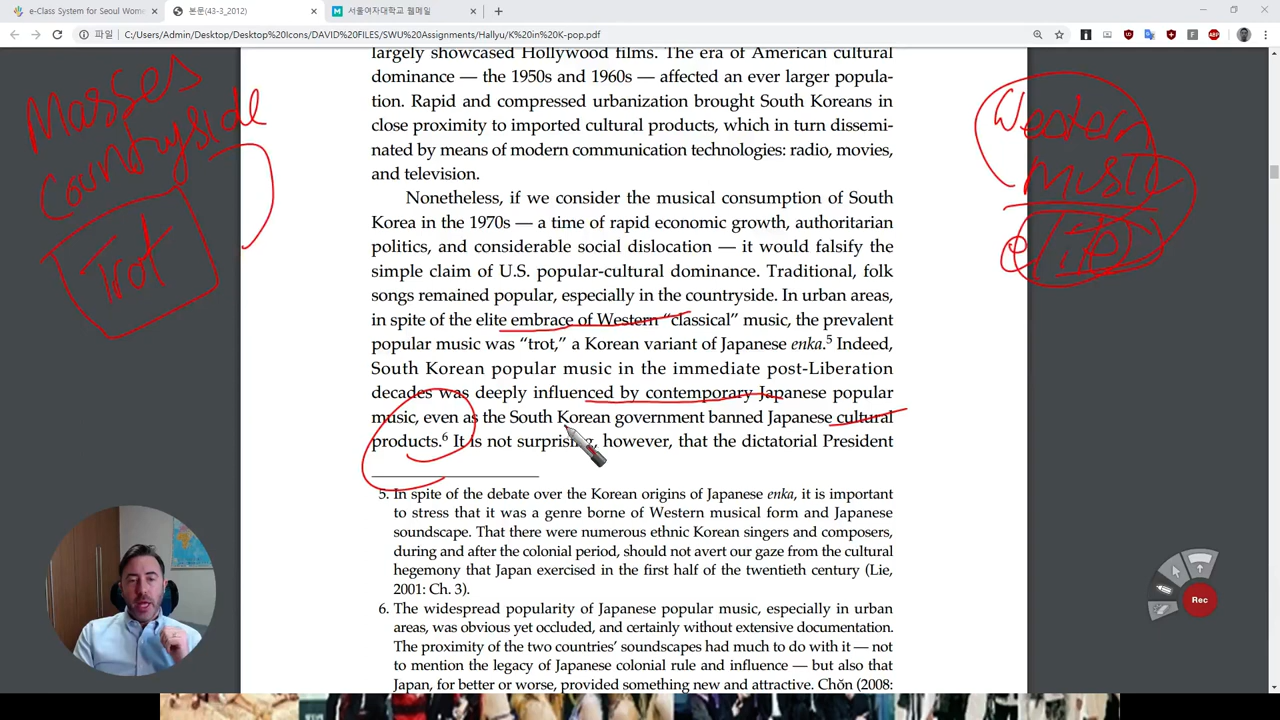 e-Class System for Seoul Wome
본문(43-3_2012)
서울여자대학교 웹메일
파일
C:/Users/Admin/Desktop/Desktop%20Icons/DAVID%20FILES/SWU%20Assignments/Hallyu/K%20in%20K-pop.pdf
largely showcased Hollywood films. The era of American cultural
dominance — the 1950s and 1960s — affected an ever larger popula-
tion. Rapid and compressed urbanization brought South Koreans in
close proximity to imported cultural products, which in turn dissemi-
nated by means of modern communication technologies: radio, movies,
and television.
Nonetheless, if we consider the musical consumption of South
Korea in the 1970s — a time of rapid economic growth, authoritarian
politics, and considerable social dislocation — it would falsify the
simple claim of U.S. popular-cultural dominance. Traditional, folk
songs remained popular, especially in the countryside. In urban areas,
in spite of the elite embrace of Western “classical” music, the prevalent
popular music was “trot,” a Korean variant of Japanese enka.5 Indeed,
South Korean popular music in the immediate post-Liberation
decades was deeply influenced by contemporary Japanese popular
music, even as the South Korean government banned Japanese cultural
products.6 It is not surprising, however, that the dictatorial President
5. In spite of the debate over the Korean origins of Japanese enka, it is important
to stress that it was a genre borne of Western musical form and Japanese
soundscape. That there were numerous ethnic Korean singers and composers,
during and after the colonial period, should not avert our gaze from the cultural
hegemony that Japan exercised in the first half of the twentieth century (Lie,
2001: Ch. 3).
6. The widespread popularity of Japanese popular music, especially in urban
areas, was obvious yet occluded, and certainly without extensive documentation.
The proximity of the two countries’ soundscapes had much to do with it — not
to mention the legacy of Japanese colonial rule and influence — but also that
Japan, for better or worse, provided something new and attractive. Chŏn (2008:
Masses
Countryside
Trot
Western
Music
Rec